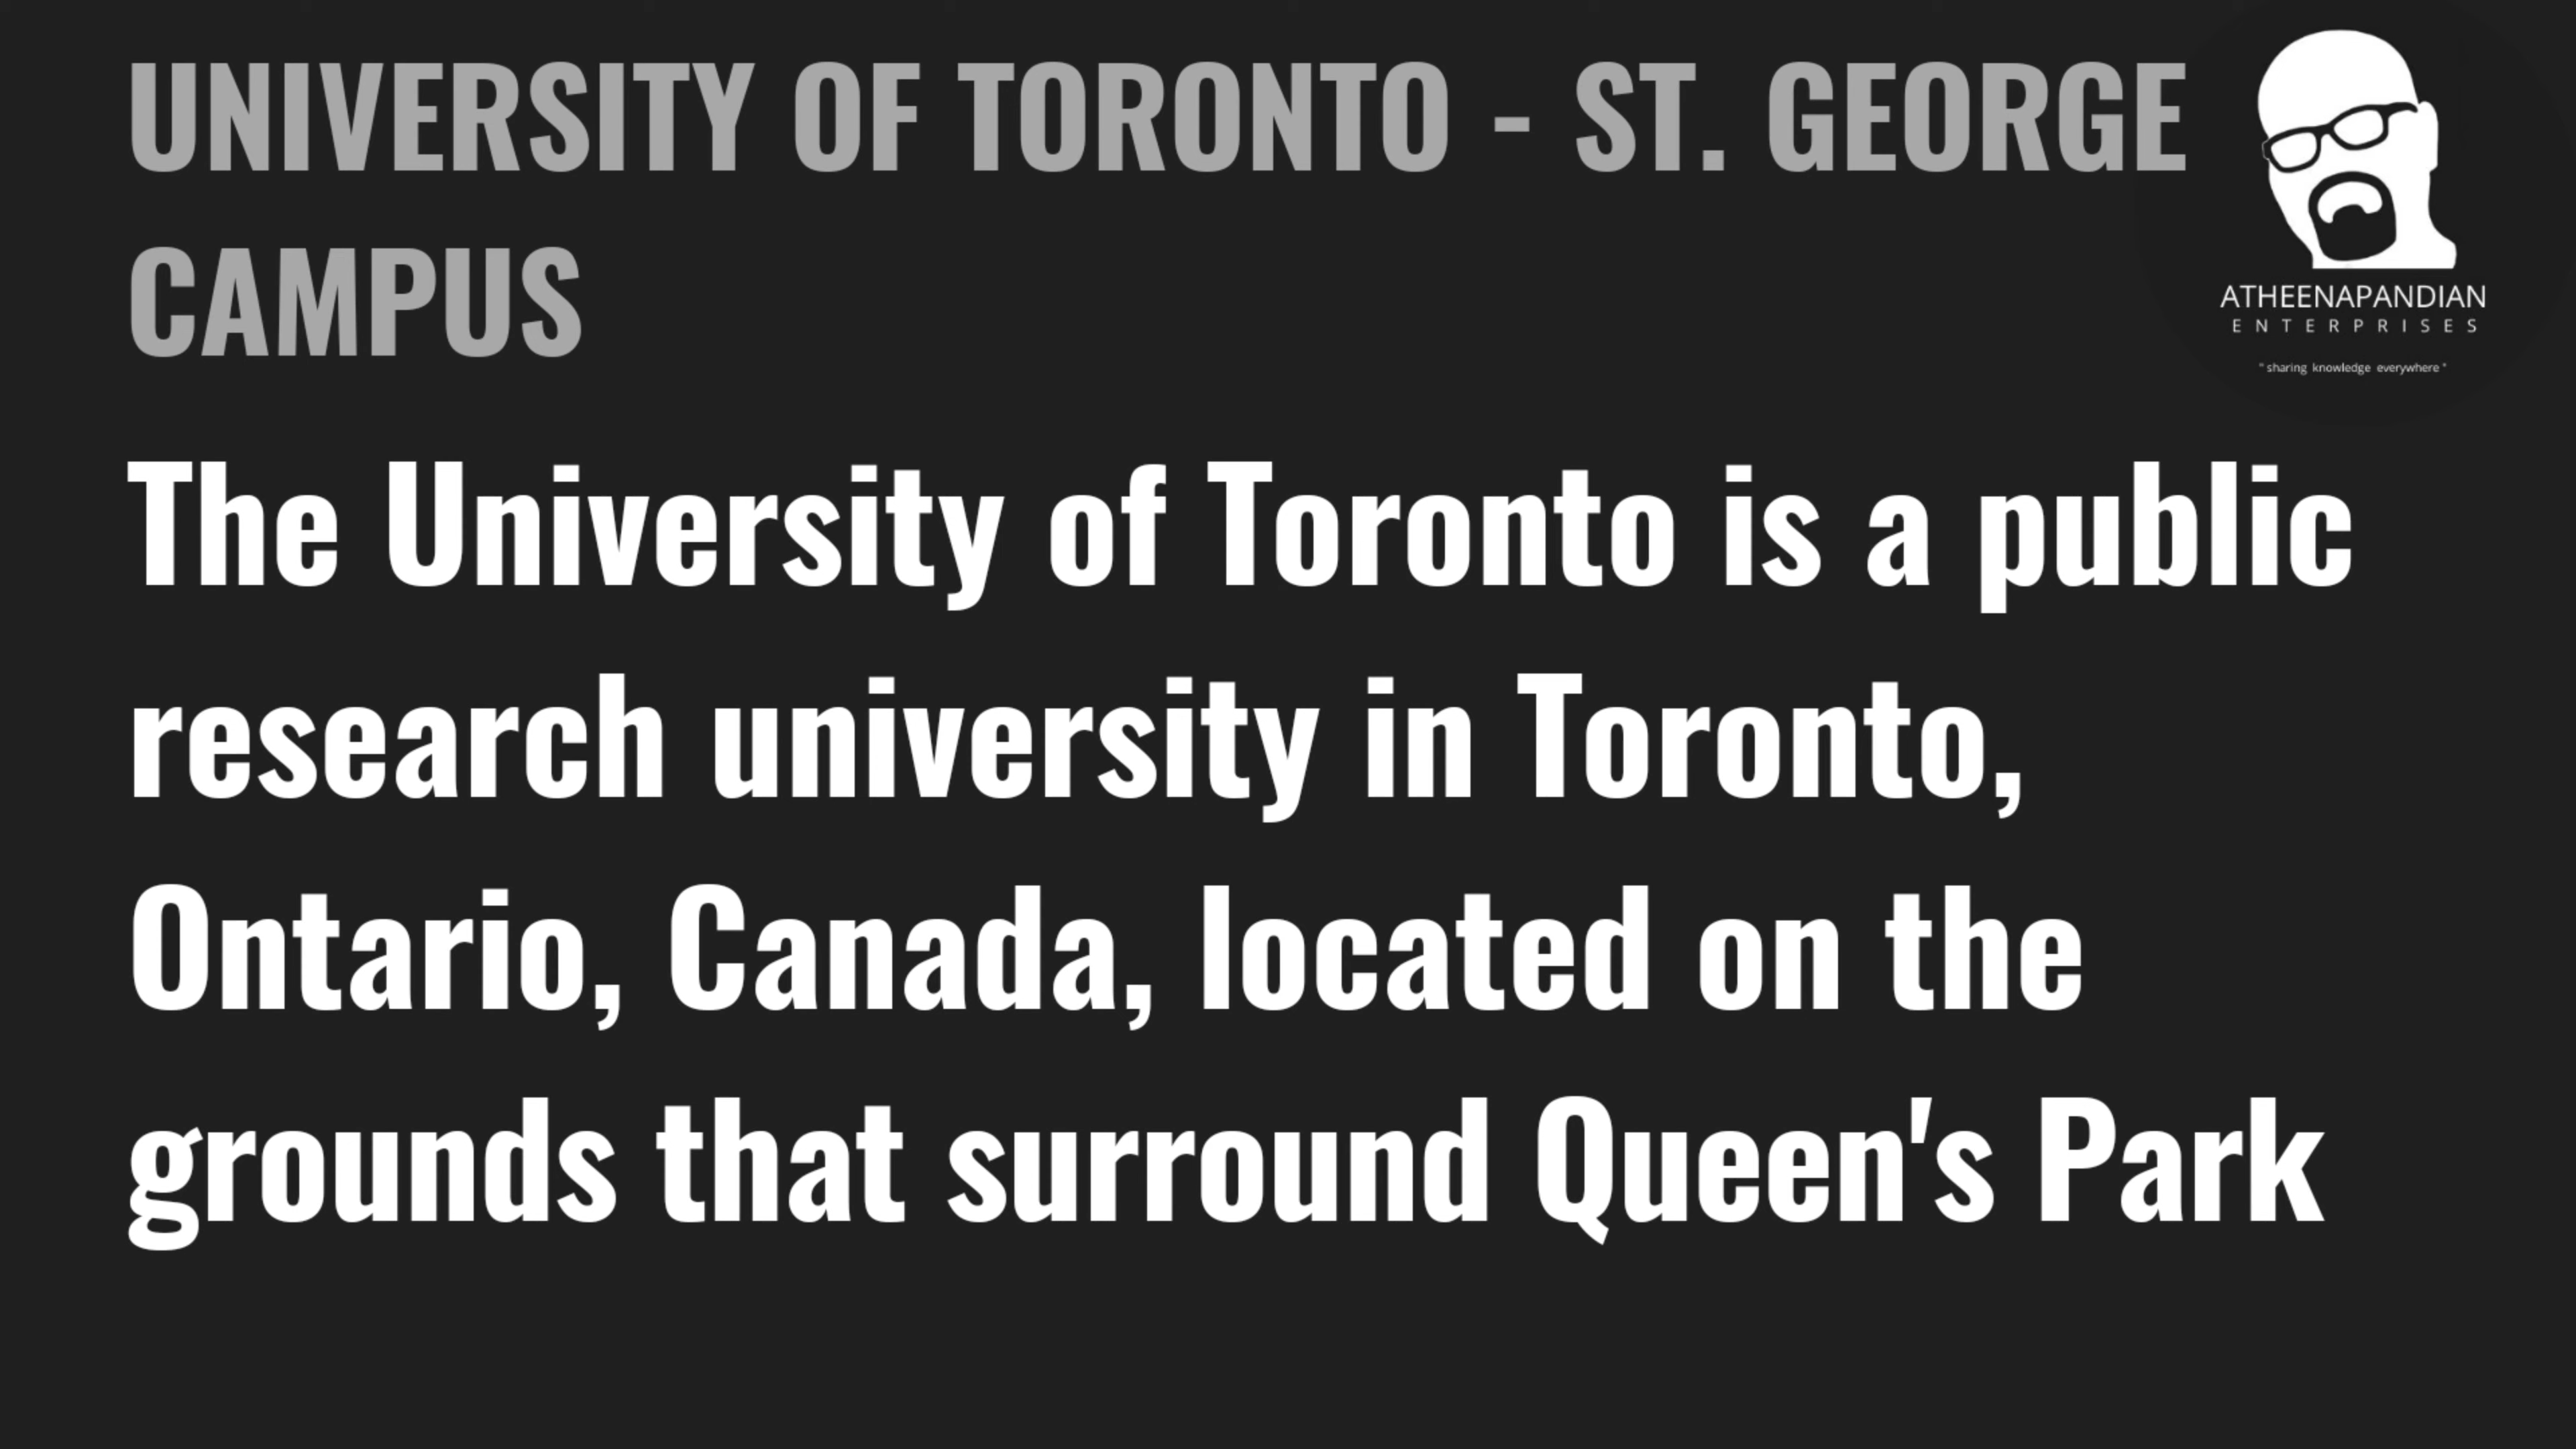 UNIVERSITY OF TORONTO - ST. GEORGE
CAMPUS
ATHEENAPANDIAN
ENTERPRISES
" sharing knowledge everywhere "
The University of Toronto is a public
research university in Toronto,
Ontario, Canada, located on the
grounds that surround Queen's Park